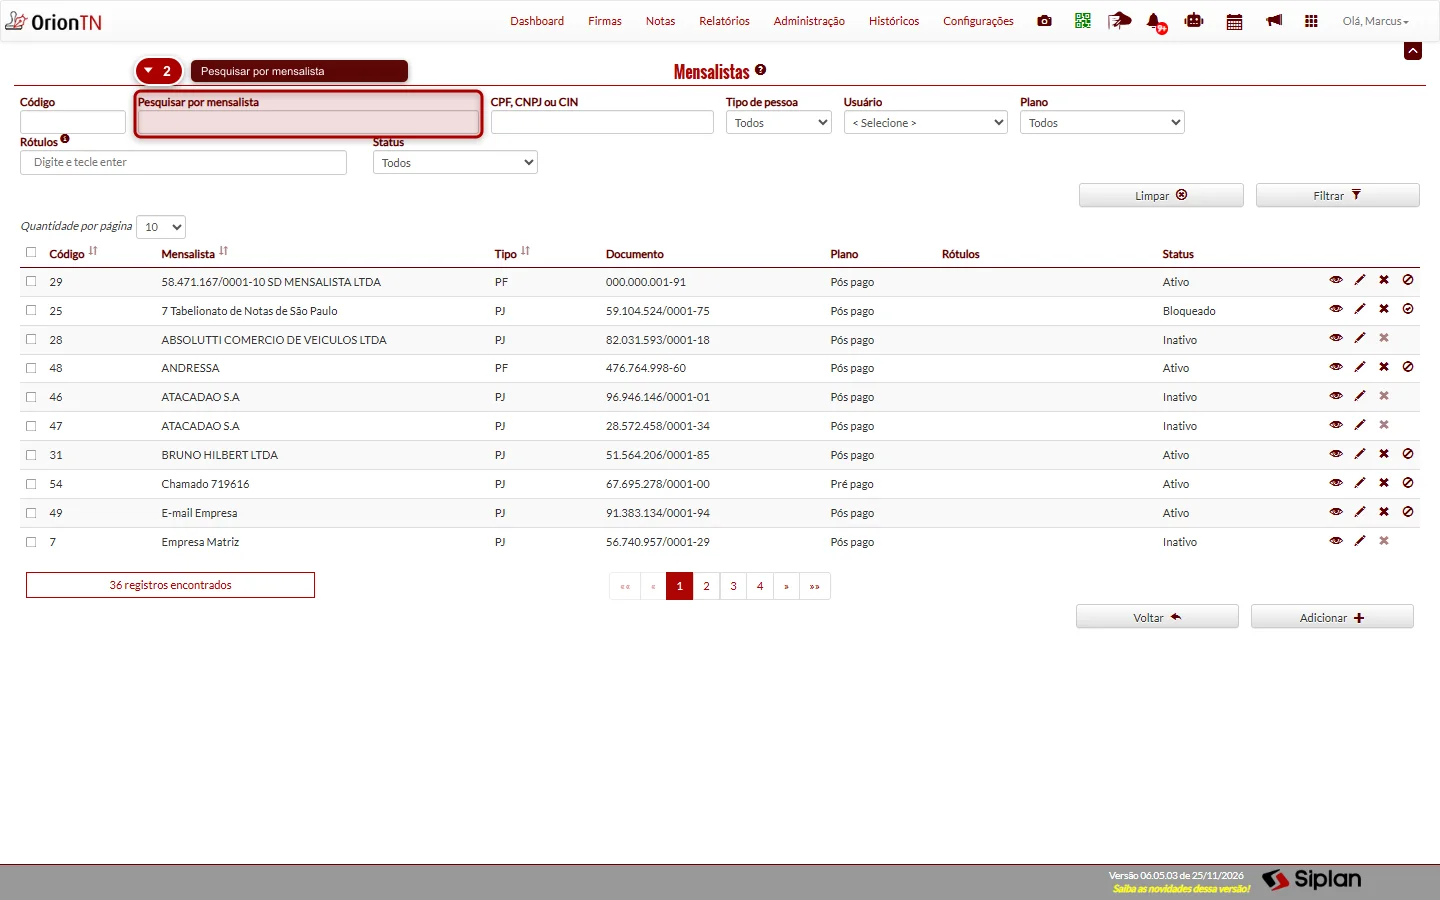 OrionTN
Dashboard Firmas Notas Relatórios Administração Históricos Configurações 9+ Olá, Marcus
2 Pesquisar por mensalista
Mensalistas
Código Pesquisar por mensalista CPF, CNPJ ou CIN Tipo de pessoa Usuário Plano
Todos < Selecione > Todos
Rótulos Status
Digite e tecle enter Todos
Limpar Filtrar
Quantidade por página 10
Código Mensalista Tipo Documento Plano Rótulos Status
29 58.471.167/0001-10 SD MENSALISTA LTDA PF 000.000.001-91 Pós pago Ativo
25 7 Tabelionato de Notas de São Paulo PJ 59.104.524/0001-75 Pós pago Bloqueado
28 ABSOLUTTI COMERCIO DE VEICULOS LTDA PJ 82.031.593/0001-18 Pós pago Inativo
48 ANDRESSA PF 476.764.998-60 Pós pago Ativo
46 ATACADAO S.A PJ 96.946.146/0001-01 Pós pago Inativo
47 ATACADAO S.A PJ 28.572.458/0001-34 Pós pago Inativo
31 BRUNO HILBERT LTDA PJ 51.564.206/0001-85 Pós pago Ativo
54 Chamado 719616 PJ 67.695.278/0001-00 Pré pago Ativo
49 E-mail Empresa PJ 91.383.134/0001-94 Pós pago Ativo
7 Empresa Matriz PJ 56.740.957/0001-29 Pós pago Inativo
36 registros encontrados «« « 1 2 3 4 » »»
Voltar Adicionar
Versão 06.05.03 de 25/11/2026
Saiba as novidades dessa versão!
Siplan